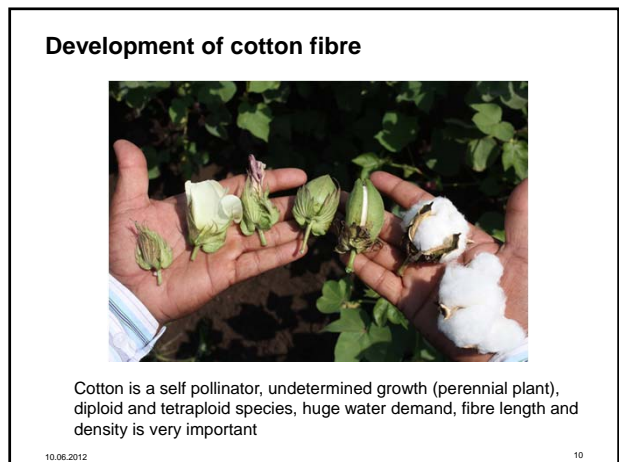 Development of cotton fibre
Cotton is a self pollinator, undetermined growth (perennial plant),
diploid and tetraploid species, huge water demand, fibre length and
density is very important
10.06.2012
10